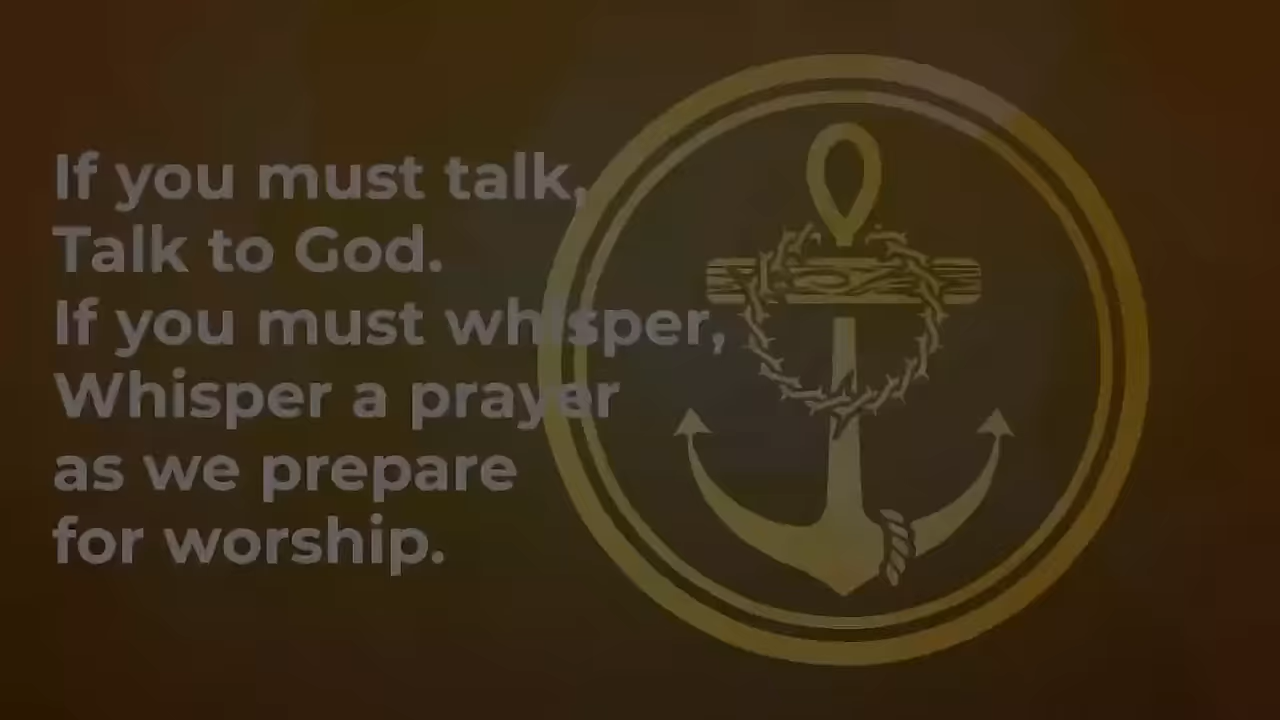 If you must talk,
Talk to God.
If you must whisper,
Whisper a prayer
as we prepare
for worship.